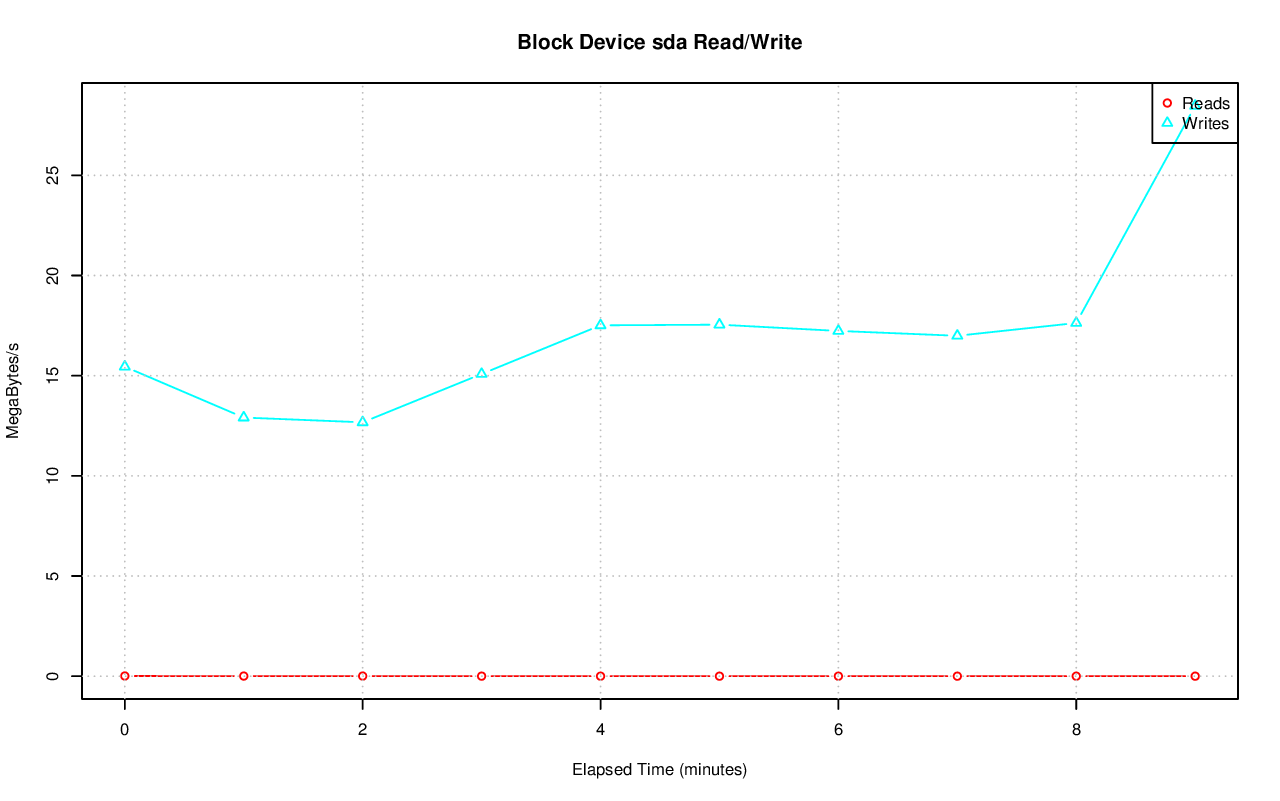 Block Device sda Read/Write
Reads
Writes
25
20
15
10
5
0
MegaBytes/s
0 2 4 6 8
Elapsed Time (minutes)